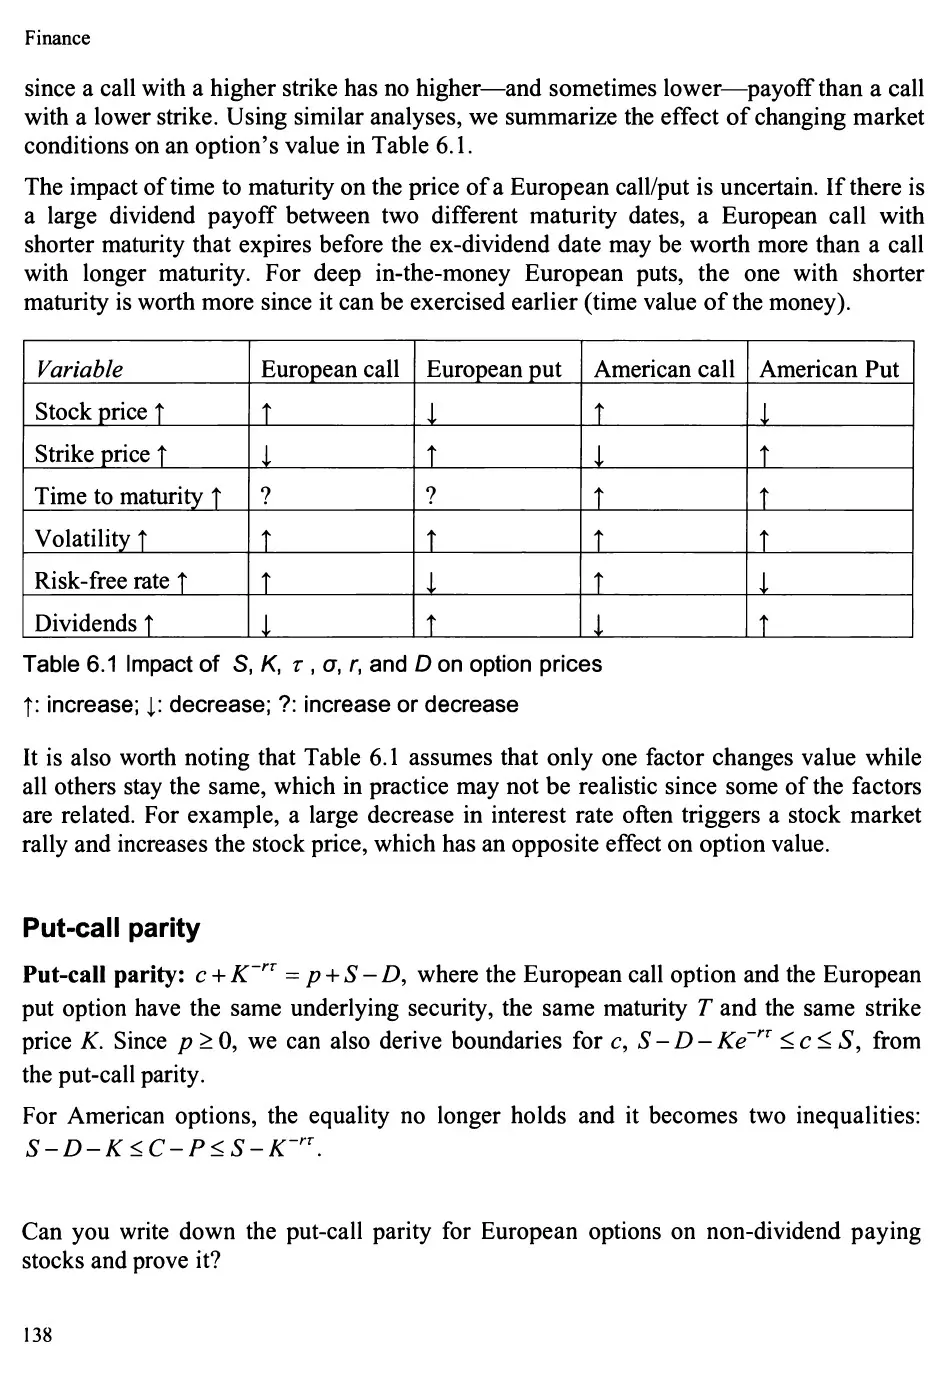 Finance
since a call with a higher strike has no higher—and sometimes lower—payoff than a call
with a lower strike. Using similar analyses, we summarize the effect of changing market
conditions on an option's value in Table 6.1.
The impact of time to maturity on the price of a European call/put is uncertain. If there is
a large dividend payoff between two different maturity dates, a European call with
shorter maturity that expires before the ex-dividend date may be worth more than a call
with longer maturity. For deep in-the-money European puts, the one with shorter
maturity is worth more since it can be exercised earlier (time value of the money).
Variable European call European put American call American Put
Stock price ↑ ↑ ↓ ↑ ↓
Strike price ↑ ↓ ↑ ↓ ↑
Time to maturity ↑ ? ? ↑ ↑
Volatility ↑ ↑ ↑ ↑ ↑
Risk-free rate ↑ ↑ ↓ ↑ ↓
Dividends ↑ ↓ ↑ ↓ ↑
Table 6.1 Impact of S, K, τ , σ, r, and D on option prices
↑: increase; ↓: decrease; ?: increase or decrease
It is also worth noting that Table 6.1 assumes that only one factor changes value while
all others stay the same, which in practice may not be realistic since some of the factors
are related. For example, a large decrease in interest rate often triggers a stock market
rally and increases the stock price, which has an opposite effect on option value.
Put-call parity
Put-call parity: c + K^{-rτ} = p + S − D, where the European call option and the European
put option have the same underlying security, the same maturity T and the same strike
price K. Since p ≥ 0, we can also derive boundaries for c, S − D − Ke^{-rτ} ≤ c ≤ S, from
the put-call parity.
For American options, the equality no longer holds and it becomes two inequalities:
S − D − K ≤ C − P ≤ S − K^{-rτ}.
Can you write down the put-call parity for European options on non-dividend paying
stocks and prove it?
138